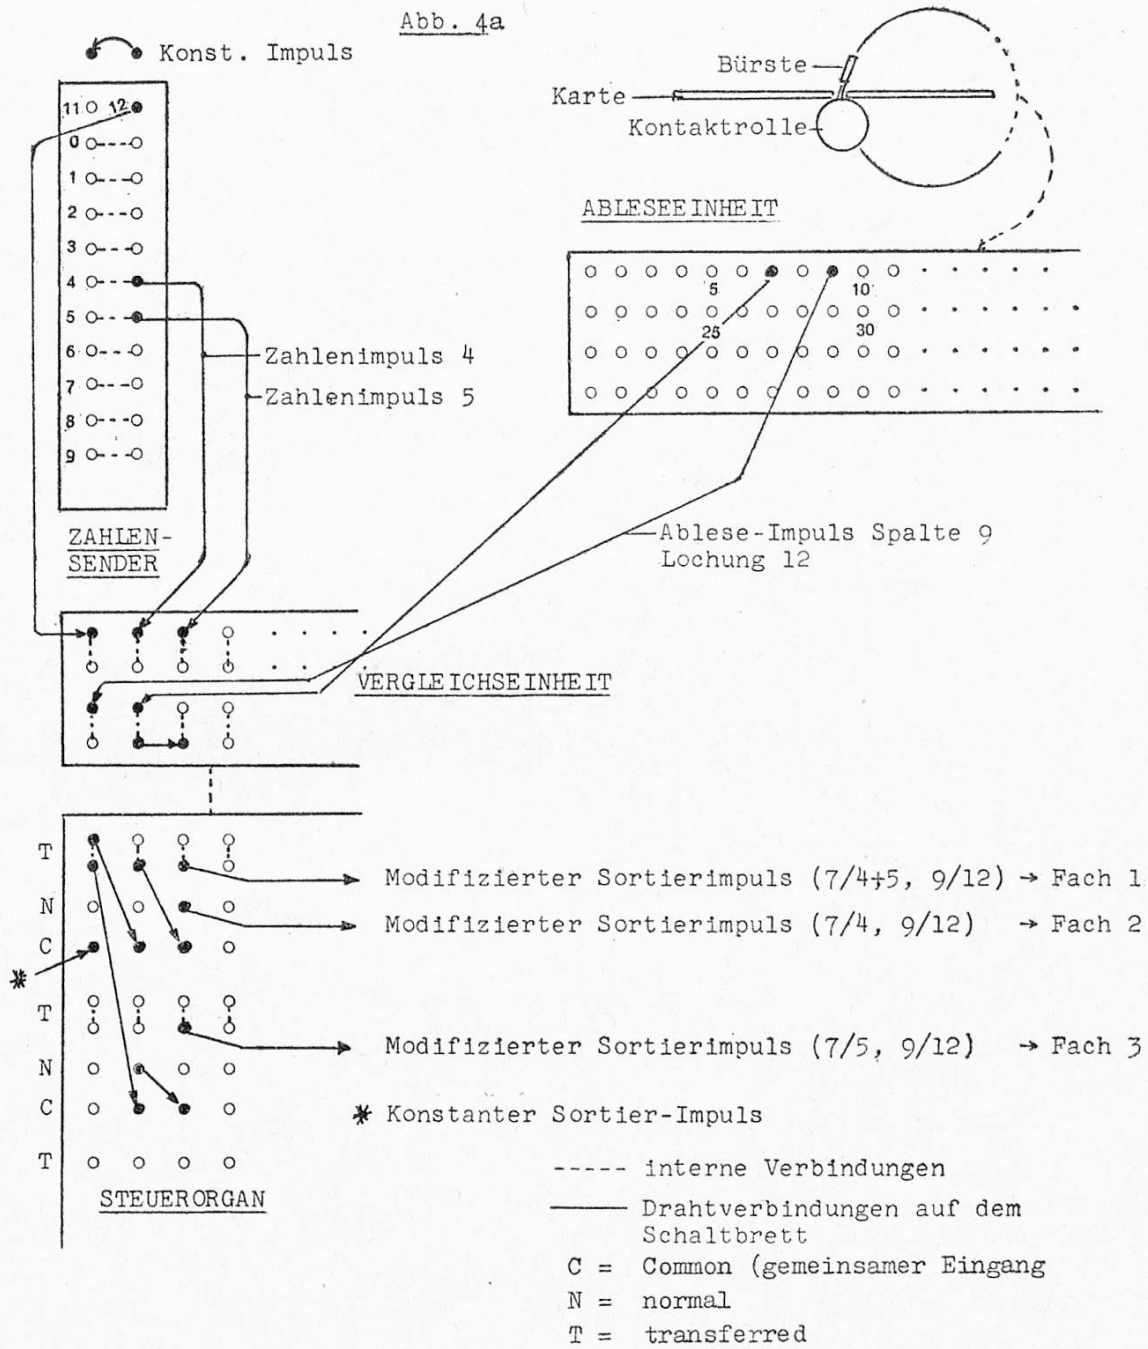 Abb. 4a
Konst. Impuls
11 12
0
1
2
3
4
5
6
7
8
9
Zahlenimpuls 4
Zahlenimpuls 5
ZAHLEN-
SENDER
Bürste
Karte
Kontaktrolle
ABLESEEINHEIT
5 10
25 30
Ablese-Impuls Spalte 9
Lochung 12
VERGLEICHSEINHEIT
T
N
C
*
T
N
C
T
Modifizierter Sortierimpuls (7/4+5, 9/12) → Fach 1
Modifizierter Sortierimpuls (7/4, 9/12) → Fach 2
Modifizierter Sortierimpuls (7/5, 9/12) → Fach 3
* Konstanter Sortier-Impuls
STEUERORGAN
----- interne Verbindungen
Drahtverbindungen auf dem
Schaltbrett
C = Common (gemeinsamer Eingang
N = normal
T = transferred